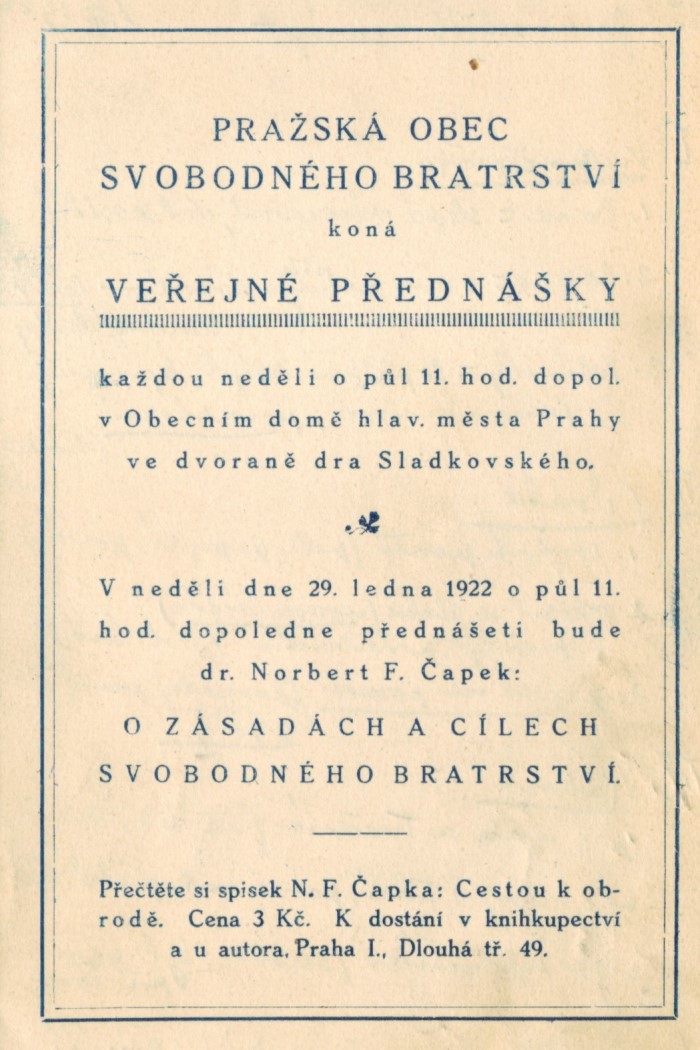 PRAŽSKÁ OBEC
SVOBODNÉHO BRATRSTVÍ
koná
VEŘEJNÉ PŘEDNÁŠKY
každou neděli o půl 11. hod. dopol.
v Obecním domě hlav. města Prahy
ve dvoraně dra Sladkovského.
V neděli dne 29. ledna 1922 o půl 11.
hod. dopoledne přednášeti bude
dr. Norbert F. Čapek:
O ZÁSADÁCH A CÍLECH
SVOBODNÉHO BRATRSTVÍ.
Přečtěte si spisek N. F. Čapka: Cestou k ob-
rodě. Cena 3 Kč. K dostání v knihkupectví
a u autora, Praha I., Dlouhá tř. 49.